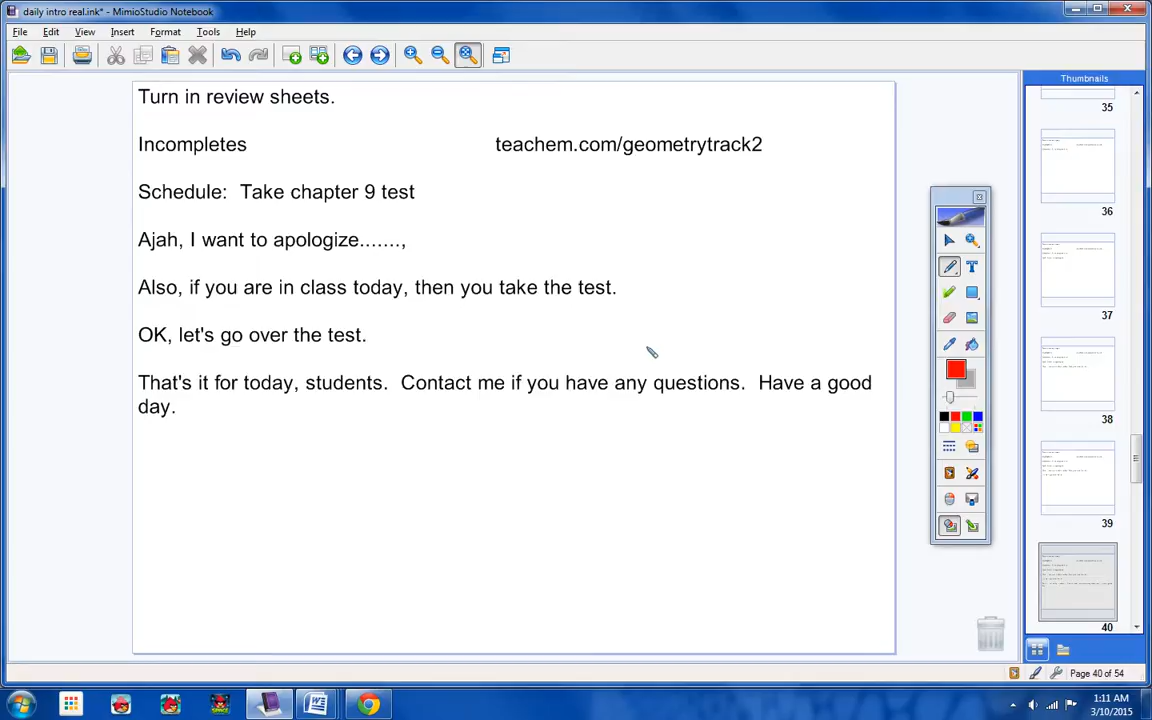 daily intro real.ink* - MimioStudio Notebook
File Edit View Insert Format Tools Help
Turn in review sheets.
Incompletes teachem.com/geometrytrack2
Schedule: Take chapter 9 test
Ajah, I want to apologize.......,
Also, if you are in class today, then you take the test.
OK, let's go over the test.
That's it for today, students. Contact me if you have any questions. Have a good
day.
Thumbnails
35
36
37
38
39
40
Page 40 of 54
1:11 AM
3/10/2015